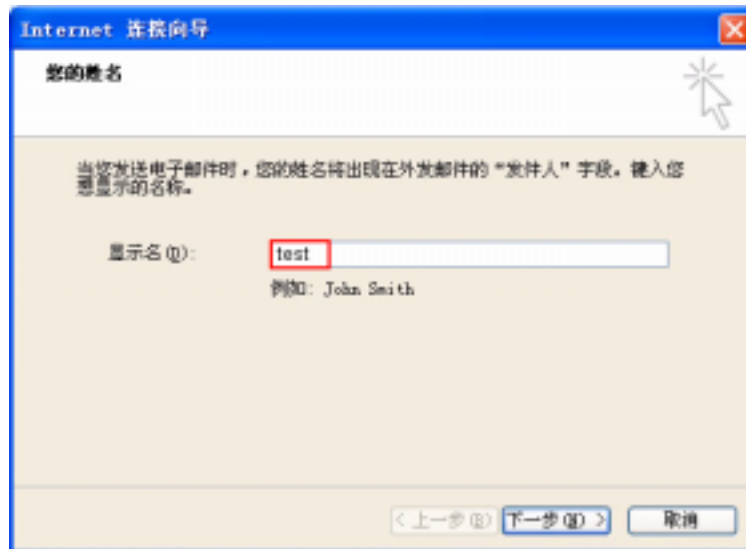 Internet 连接向导
您的姓名
当您发送电子邮件时，您的姓名将出现在外发邮件的“发件人”字段。键入您
想显示的名称。
显示名(D):
test
例如: John Smith
< 上一步(B)
下一步(N) >
取消